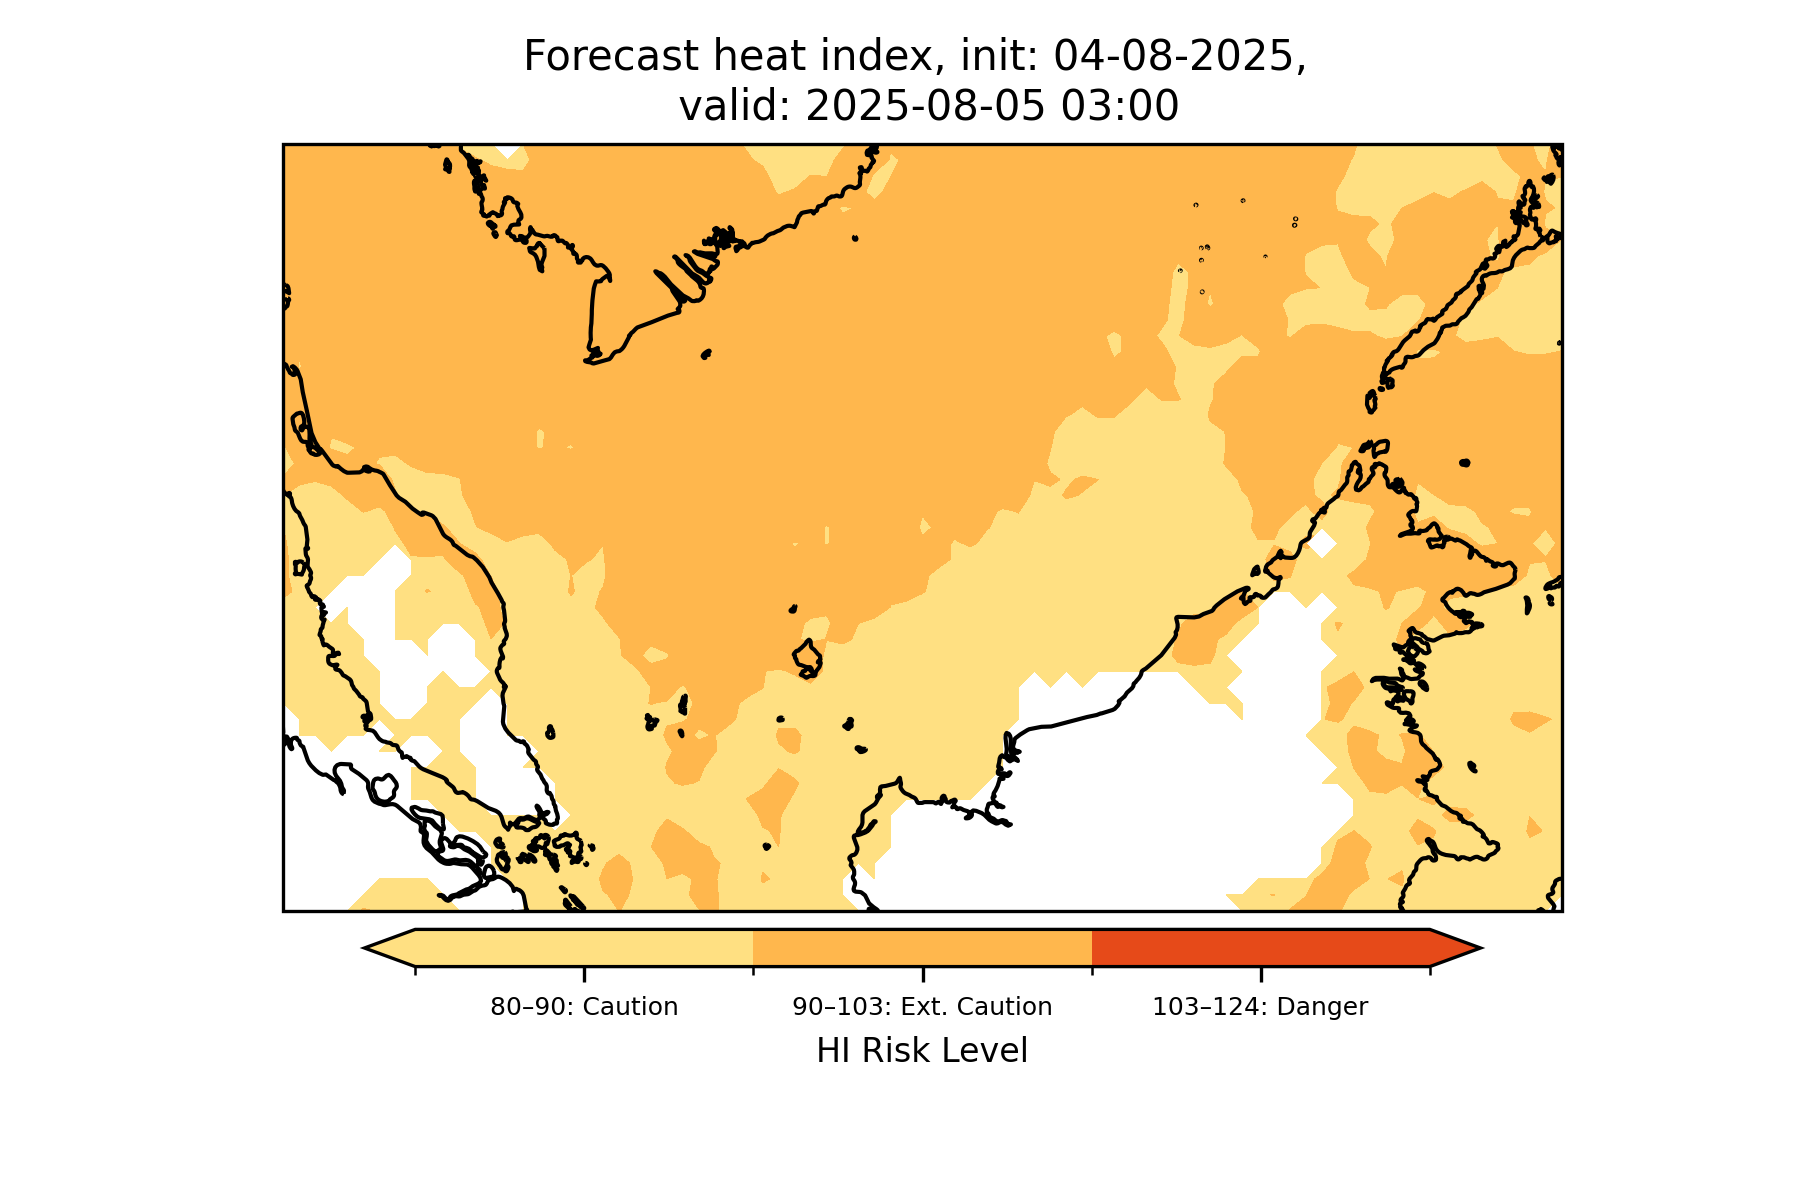 Forecast heat index, init: 04-08-2025,
valid: 2025-08-05 03:00
80–90: Caution
90–103: Ext. Caution
103–124: Danger
HI Risk Level